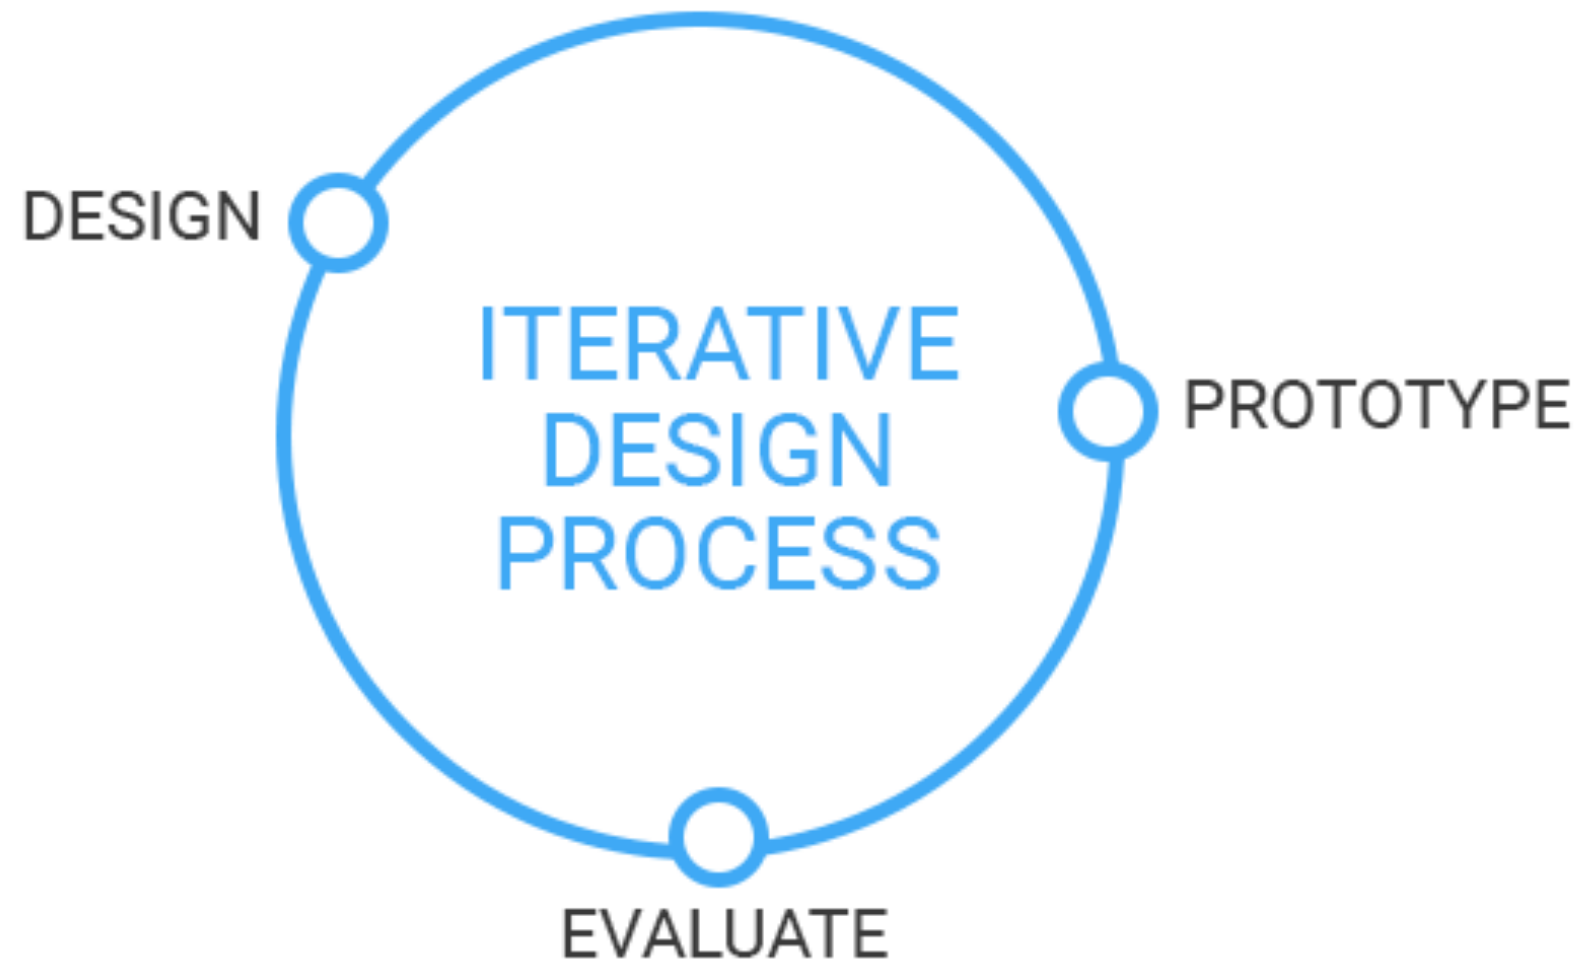 DESIGN
ITERATIVE
DESIGN
PROCESS
PROTOTYPE
EVALUATE